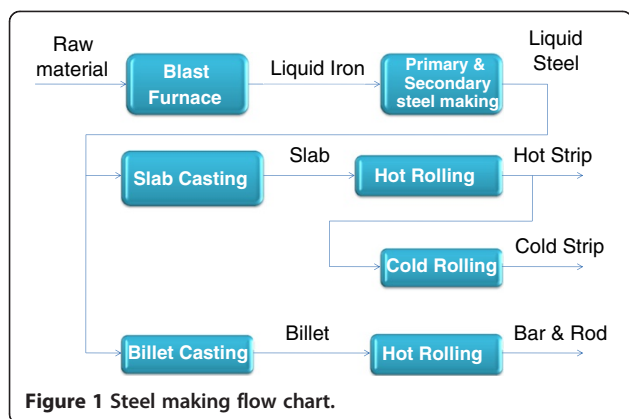 Raw
material
Blast
Furnace
Liquid Iron
Primary &
Secondary
steel making
Liquid
Steel
Slab Casting
Slab
Hot Rolling
Hot Strip
Cold Rolling
Cold Strip
Billet Casting
Billet
Hot Rolling
Bar & Rod
Figure 1 Steel making flow chart.